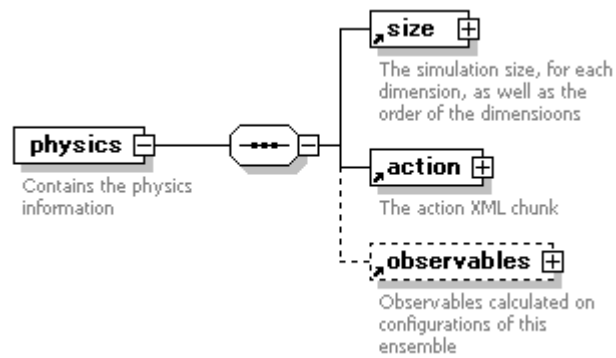 size
The simulation size, for each
dimension, as well as the
order of the dimensioons
physics
Contains the physics
information
action
The action XML chunk
observables
Observables calculated on
configurations of this
ensemble